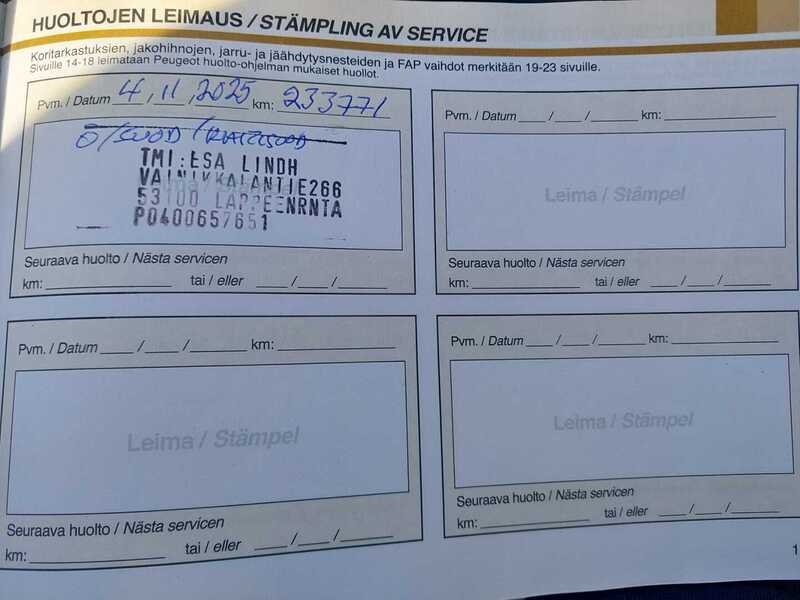 HUOLTOJEN LEIMAUS / STÄMPLING AV SERVICE
Koritarkastuksien, jakohihnojen, jarru- ja jäähdytysnesteiden ja FAP vaihdot merkitään 19-23 sivuille.
Sivuille 14-18 leimataan Peugeot huolto-ohjelman mukaiset huollot.
Pvm. / Datum 4, 11, 2025 km: 233771
TMI:ESA LINDH
VAINIKKALANTIE266
53100 LAPPEENRNTA
P0400657651
Seuraava huolto / Nästa servicen
km: tai / eller / /
Pvm. / Datum / / km:
Leima / Stämpel
Seuraava huolto / Nästa servicen
km: tai / eller / /
Pvm. / Datum / / km:
Leima / Stämpel
Seuraava huolto / Nästa servicen
km: tai / eller / /
Pvm. / Datum / / km:
Leima / Stämpel
Seuraava huolto / Nästa servicen
km: tai / eller / /
1